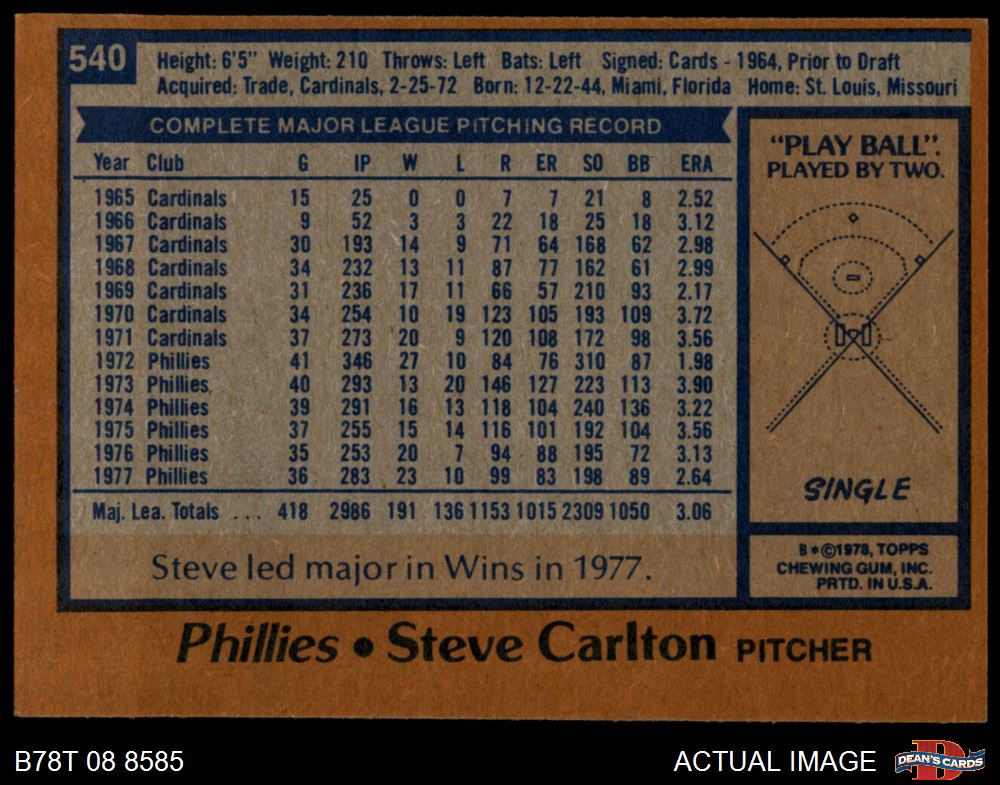 540
Height: 6'5" Weight: 210 Throws: Left Bats: Left Signed: Cards - 1964, Prior to Draft
Acquired: Trade, Cardinals, 2-25-72 Born: 12-22-44, Miami, Florida Home: St. Louis, Missouri
COMPLETE MAJOR LEAGUE PITCHING RECORD
Year Club G IP W L R ER SO BB ERA
1965 Cardinals 15 25 0 0 7 7 21 8 2.52
1966 Cardinals 9 52 3 3 22 18 25 18 3.12
1967 Cardinals 30 193 14 9 71 64 168 62 2.98
1968 Cardinals 34 232 13 11 87 77 162 61 2.99
1969 Cardinals 31 236 17 11 66 57 210 93 2.17
1970 Cardinals 34 254 10 19 123 105 193 109 3.72
1971 Cardinals 37 273 20 9 120 108 172 98 3.56
1972 Phillies 41 346 27 10 84 76 310 87 1.98
1973 Phillies 40 293 13 20 146 127 223 113 3.90
1974 Phillies 39 291 16 13 118 104 240 136 3.22
1975 Phillies 37 255 15 14 116 101 192 104 3.56
1976 Phillies 35 253 20 7 94 88 195 72 3.13
1977 Phillies 36 283 23 10 99 83 198 89 2.64
Maj. Lea. Totals ... 418 2986 191 136 1153 1015 2309 1050 3.06
Steve led major in Wins in 1977.
"PLAY BALL".
PLAYED BY TWO.
SINGLE
B*©1978, TOPPS
CHEWING GUM, INC.
PRTD. IN U.S.A.
Phillies • Steve Carlton PITCHER
B78T 08 8585
ACTUAL IMAGE
D
DEAN'S CARDS